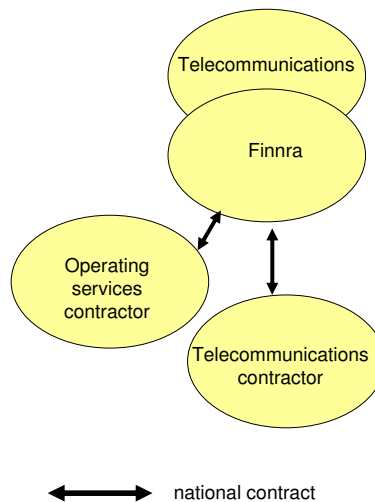 Telecommunications
Finnra
Operating
services
contractor
Telecommunications
contractor
national contract